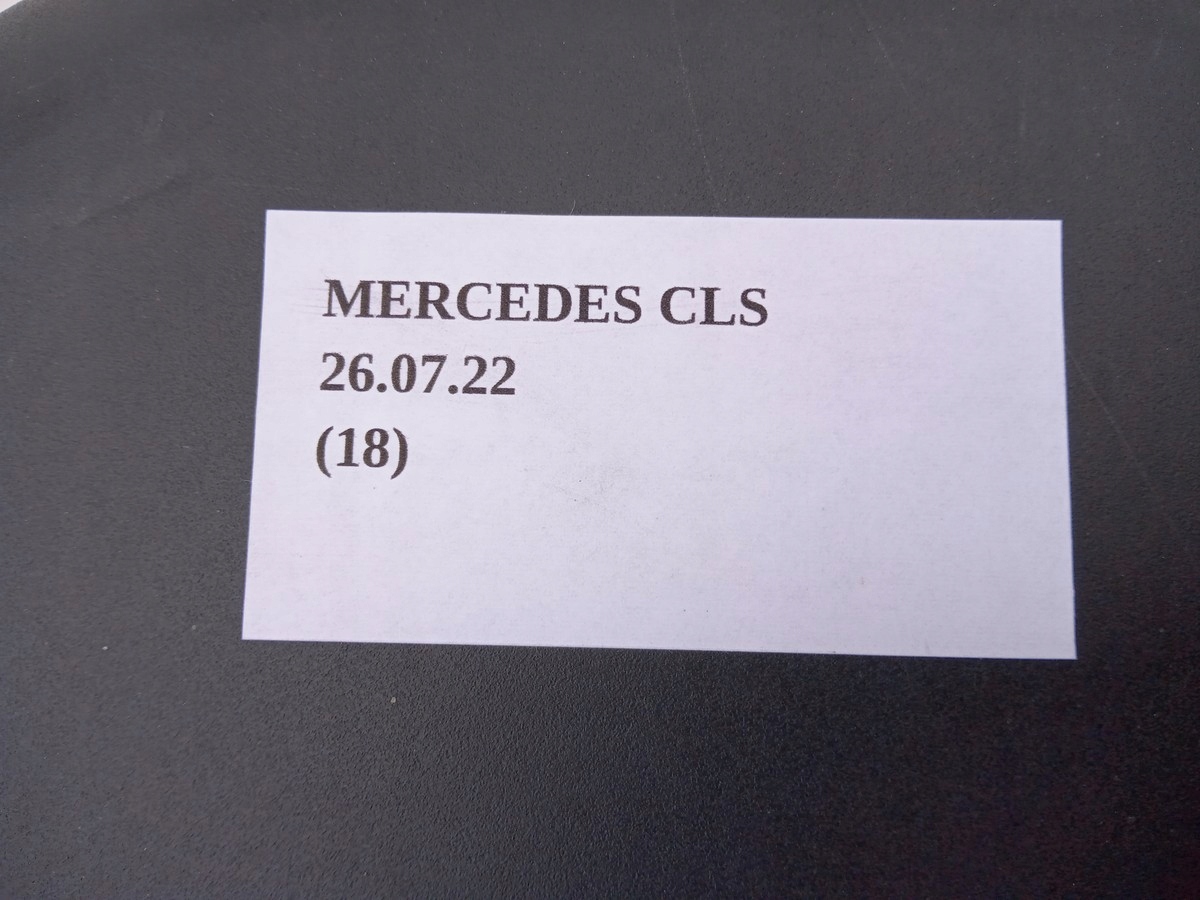 MERCEDES CLS
26.07.22
(18)